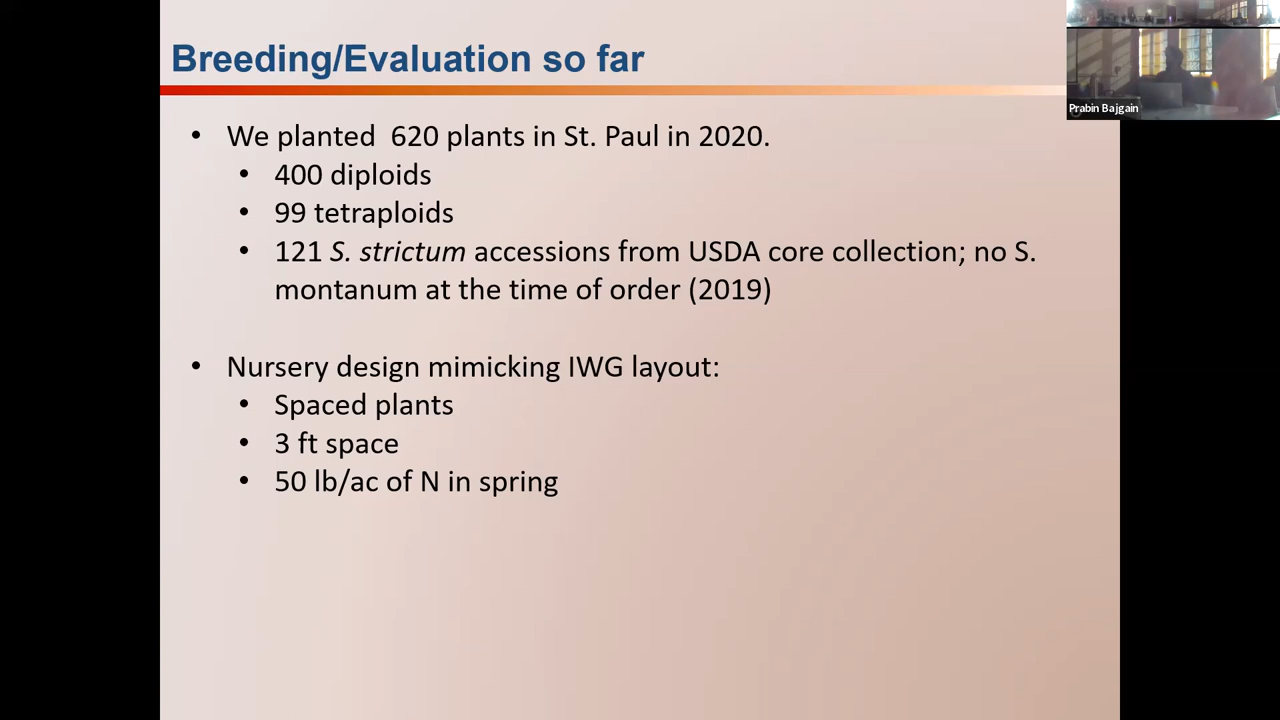 Breeding/Evaluation so far
• We planted  620 plants in St. Paul in 2020.
• 400 diploids
• 99 tetraploids
• 121 S. strictum accessions from USDA core collection; no S.
montanum at the time of order (2019)
• Nursery design mimicking IWG layout:
• Spaced plants
• 3 ft space
• 50 lb/ac of N in spring
Prabin Bajgain